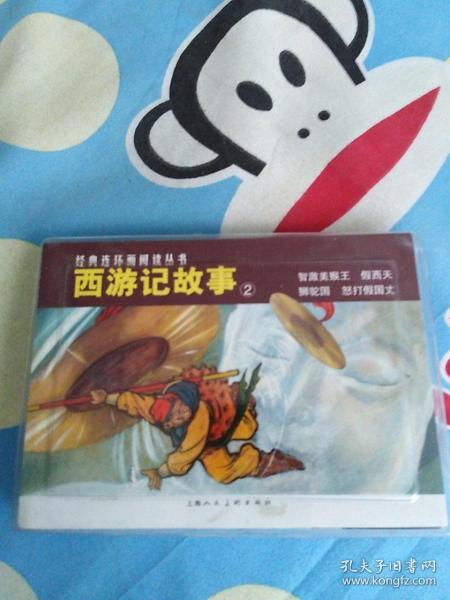 经典连环画阅读丛书
西游记故事②
智激美猴王 假西天
狮驼国 怒打假国丈
上海人民美术出版社
孔夫子旧书网
www.kongfz.com